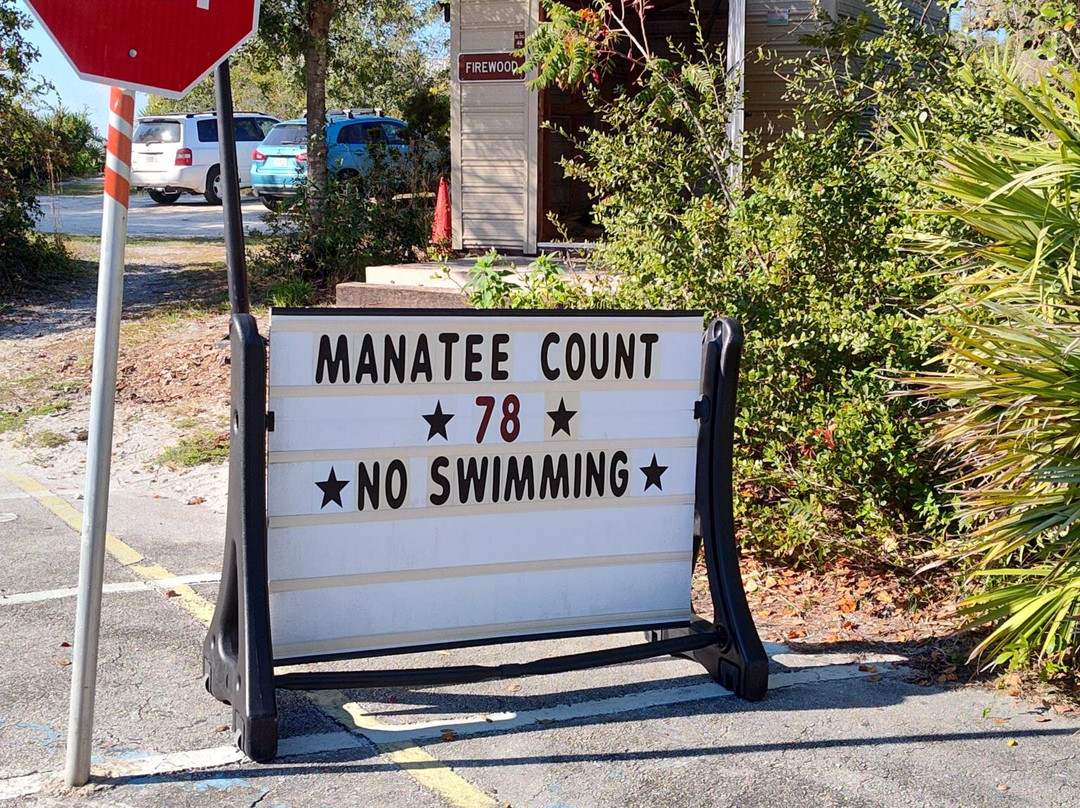 FIREWOOD
MANATEE COUNT
★ 78 ★
★ NO SWIMMING ★